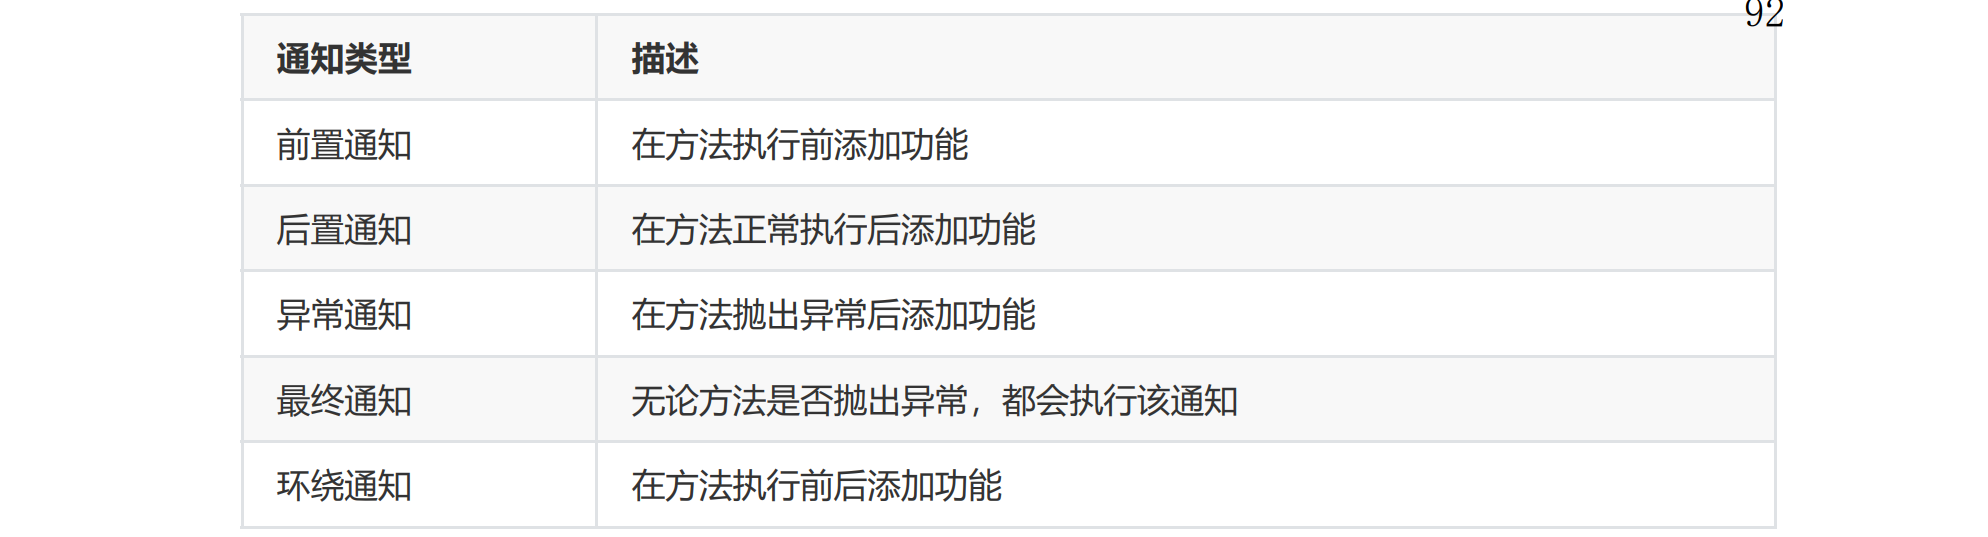 92
通知类型 描述
前置通知 在方法执行前添加功能
后置通知 在方法正常执行后添加功能
异常通知 在方法抛出异常后添加功能
最终通知 无论方法是否抛出异常，都会执行该通知
环绕通知 在方法执行前后添加功能